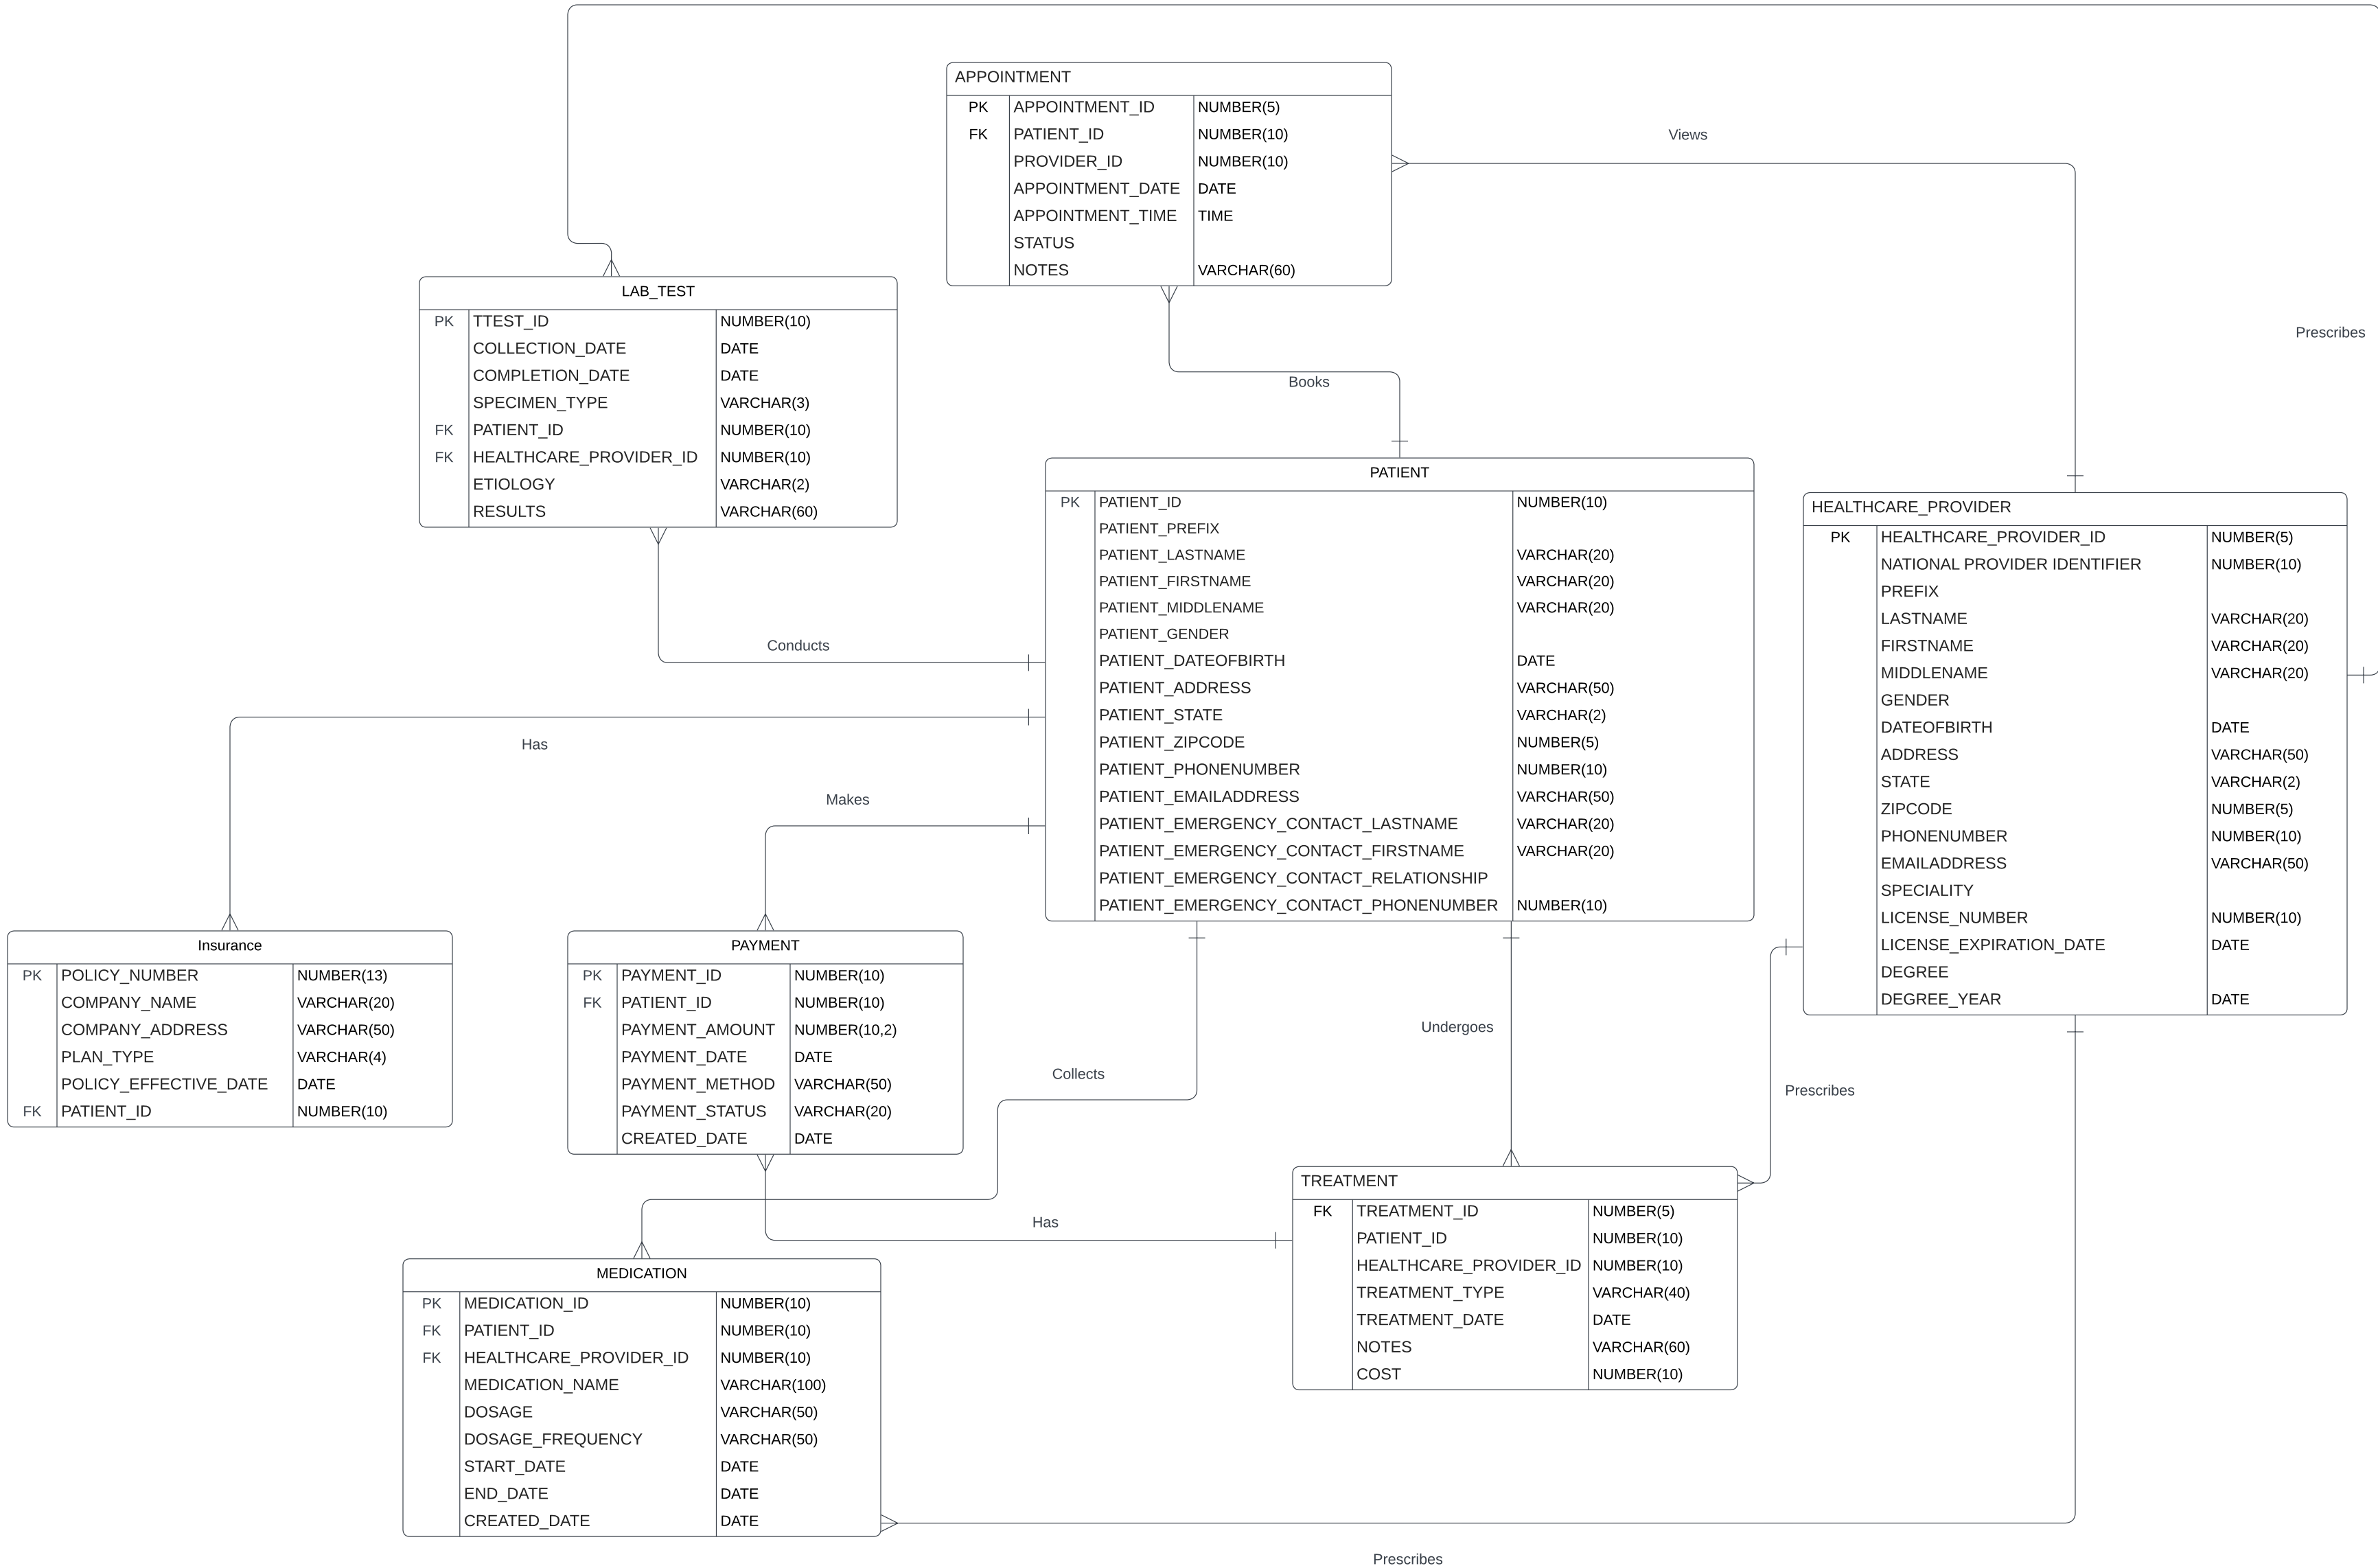 APPOINTMENT
PK APPOINTMENT_ID NUMBER(5)
FK PATIENT_ID NUMBER(10)
PROVIDER_ID NUMBER(10)
APPOINTMENT_DATE DATE
APPOINTMENT_TIME TIME
STATUS
NOTES VARCHAR(60)
Views
Prescribes
LAB_TEST
PK TTEST_ID NUMBER(10)
COLLECTION_DATE DATE
COMPLETION_DATE DATE
SPECIMEN_TYPE VARCHAR(3)
FK PATIENT_ID NUMBER(10)
FK HEALTHCARE_PROVIDER_ID NUMBER(10)
ETIOLOGY VARCHAR(2)
RESULTS VARCHAR(60)
Books
PATIENT
PK PATIENT_ID NUMBER(10)
PATIENT_PREFIX
PATIENT_LASTNAME VARCHAR(20)
PATIENT_FIRSTNAME VARCHAR(20)
PATIENT_MIDDLENAME VARCHAR(20)
PATIENT_GENDER
PATIENT_DATEOFBIRTH DATE
PATIENT_ADDRESS VARCHAR(50)
PATIENT_STATE VARCHAR(2)
PATIENT_ZIPCODE NUMBER(5)
PATIENT_PHONENUMBER NUMBER(10)
PATIENT_EMAILADDRESS VARCHAR(50)
PATIENT_EMERGENCY_CONTACT_LASTNAME VARCHAR(20)
PATIENT_EMERGENCY_CONTACT_FIRSTNAME VARCHAR(20)
PATIENT_EMERGENCY_CONTACT_RELATIONSHIP
PATIENT_EMERGENCY_CONTACT_PHONENUMBER NUMBER(10)
HEALTHCARE_PROVIDER
PK HEALTHCARE_PROVIDER_ID NUMBER(5)
NATIONAL PROVIDER IDENTIFIER NUMBER(10)
PREFIX
LASTNAME VARCHAR(20)
FIRSTNAME VARCHAR(20)
MIDDLENAME VARCHAR(20)
GENDER
DATEOFBIRTH DATE
ADDRESS VARCHAR(50)
STATE VARCHAR(2)
ZIPCODE NUMBER(5)
PHONENUMBER NUMBER(10)
EMAILADDRESS VARCHAR(50)
SPECIALITY
LICENSE_NUMBER NUMBER(10)
LICENSE_EXPIRATION_DATE DATE
DEGREE
DEGREE_YEAR DATE
Conducts
Has
Makes
Insurance
PK POLICY_NUMBER NUMBER(13)
COMPANY_NAME VARCHAR(20)
COMPANY_ADDRESS VARCHAR(50)
PLAN_TYPE VARCHAR(4)
POLICY_EFFECTIVE_DATE DATE
FK PATIENT_ID NUMBER(10)
PAYMENT
PK PAYMENT_ID NUMBER(10)
FK PATIENT_ID NUMBER(10)
PAYMENT_AMOUNT NUMBER(10,2)
PAYMENT_DATE DATE
PAYMENT_METHOD VARCHAR(50)
PAYMENT_STATUS VARCHAR(20)
CREATED_DATE DATE
Collects
Undergoes
Prescribes
Has
TREATMENT
FK TREATMENT_ID NUMBER(5)
PATIENT_ID NUMBER(10)
HEALTHCARE_PROVIDER_ID NUMBER(10)
TREATMENT_TYPE VARCHAR(40)
TREATMENT_DATE DATE
NOTES VARCHAR(60)
COST NUMBER(10)
MEDICATION
PK MEDICATION_ID NUMBER(10)
FK PATIENT_ID NUMBER(10)
FK HEALTHCARE_PROVIDER_ID NUMBER(10)
MEDICATION_NAME VARCHAR(100)
DOSAGE VARCHAR(50)
DOSAGE_FREQUENCY VARCHAR(50)
START_DATE DATE
END_DATE DATE
CREATED_DATE DATE
Prescribes